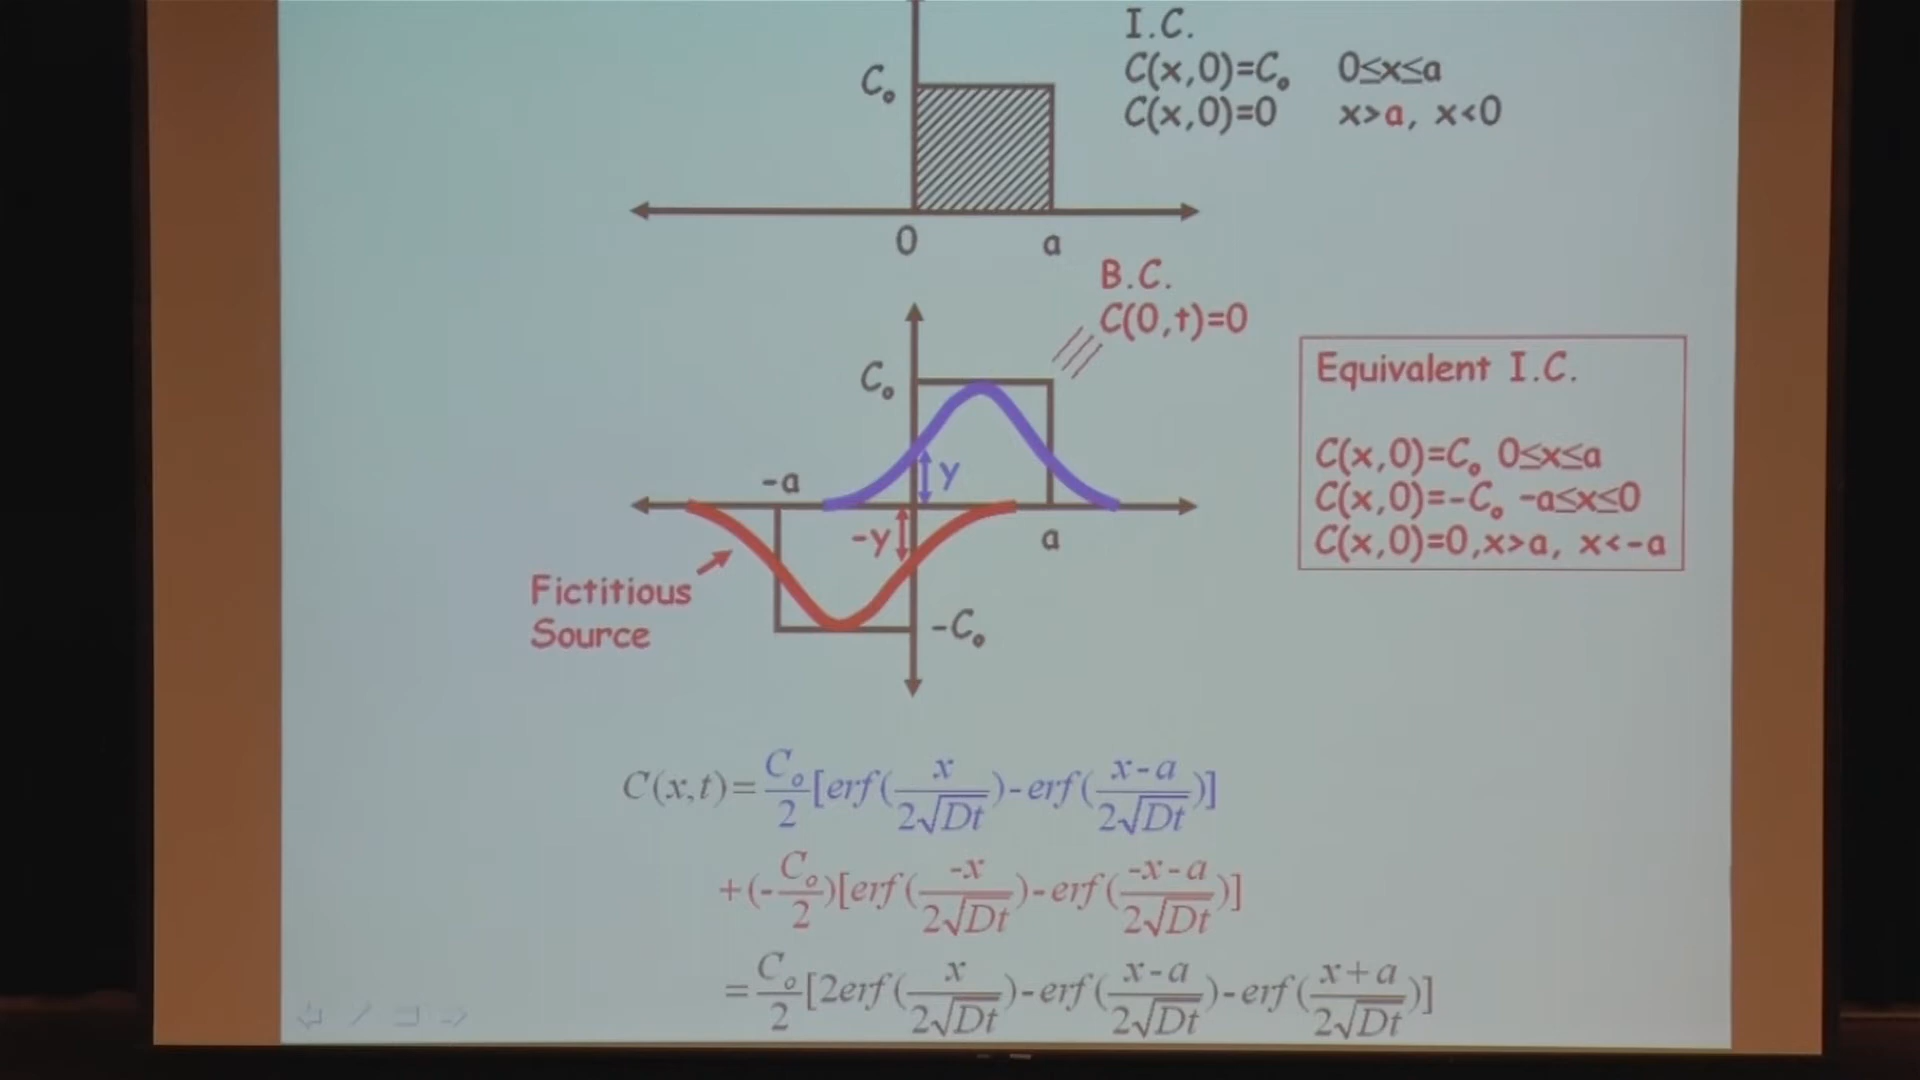 I.C.
C(x,0)=C₀ 0≤x≤a
C(x,0)=0 x>a, x<0
C₀
0 a
B.C.
C(0,t)=0
C₀
y
-a
-y
a
Fictitious
Source
-C₀
Equivalent I.C.
C(x,0)=C₀ 0≤x≤a
C(x,0)=-C₀ -a≤x≤0
C(x,0)=0,x>a, x<-a
C(x,t)=C₀/2[erf(x/2√Dt)-erf(x-a/2√Dt)]
+(-C₀/2)[erf(-x/2√Dt)-erf(-x-a/2√Dt)]
=C₀/2[2erf(x/2√Dt)-erf(x-a/2√Dt)-erf(x+a/2√Dt)]